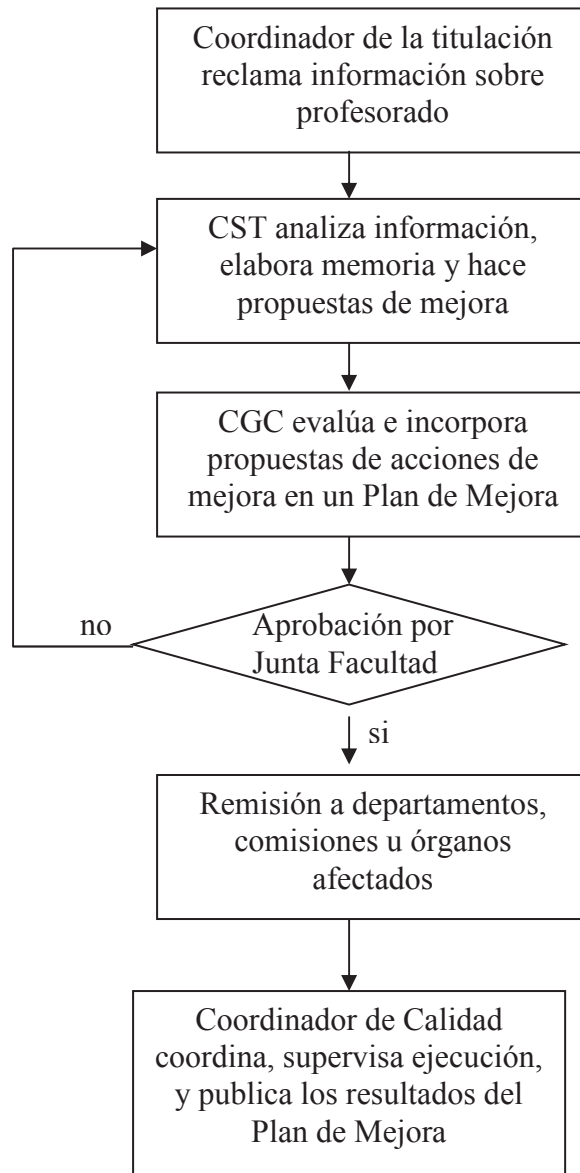 Coordinador de la titulación
reclama información sobre
profesorado
CST analiza información,
elabora memoria y hace
propuestas de mejora
CGC evalúa e incorpora
propuestas de acciones de
mejora en un Plan de Mejora
no
Aprobación por
Junta Facultad
si
Remisión a departamentos,
comisiones u órganos
afectados
Coordinador de Calidad
coordina, supervisa ejecución,
y publica los resultados del
Plan de Mejora